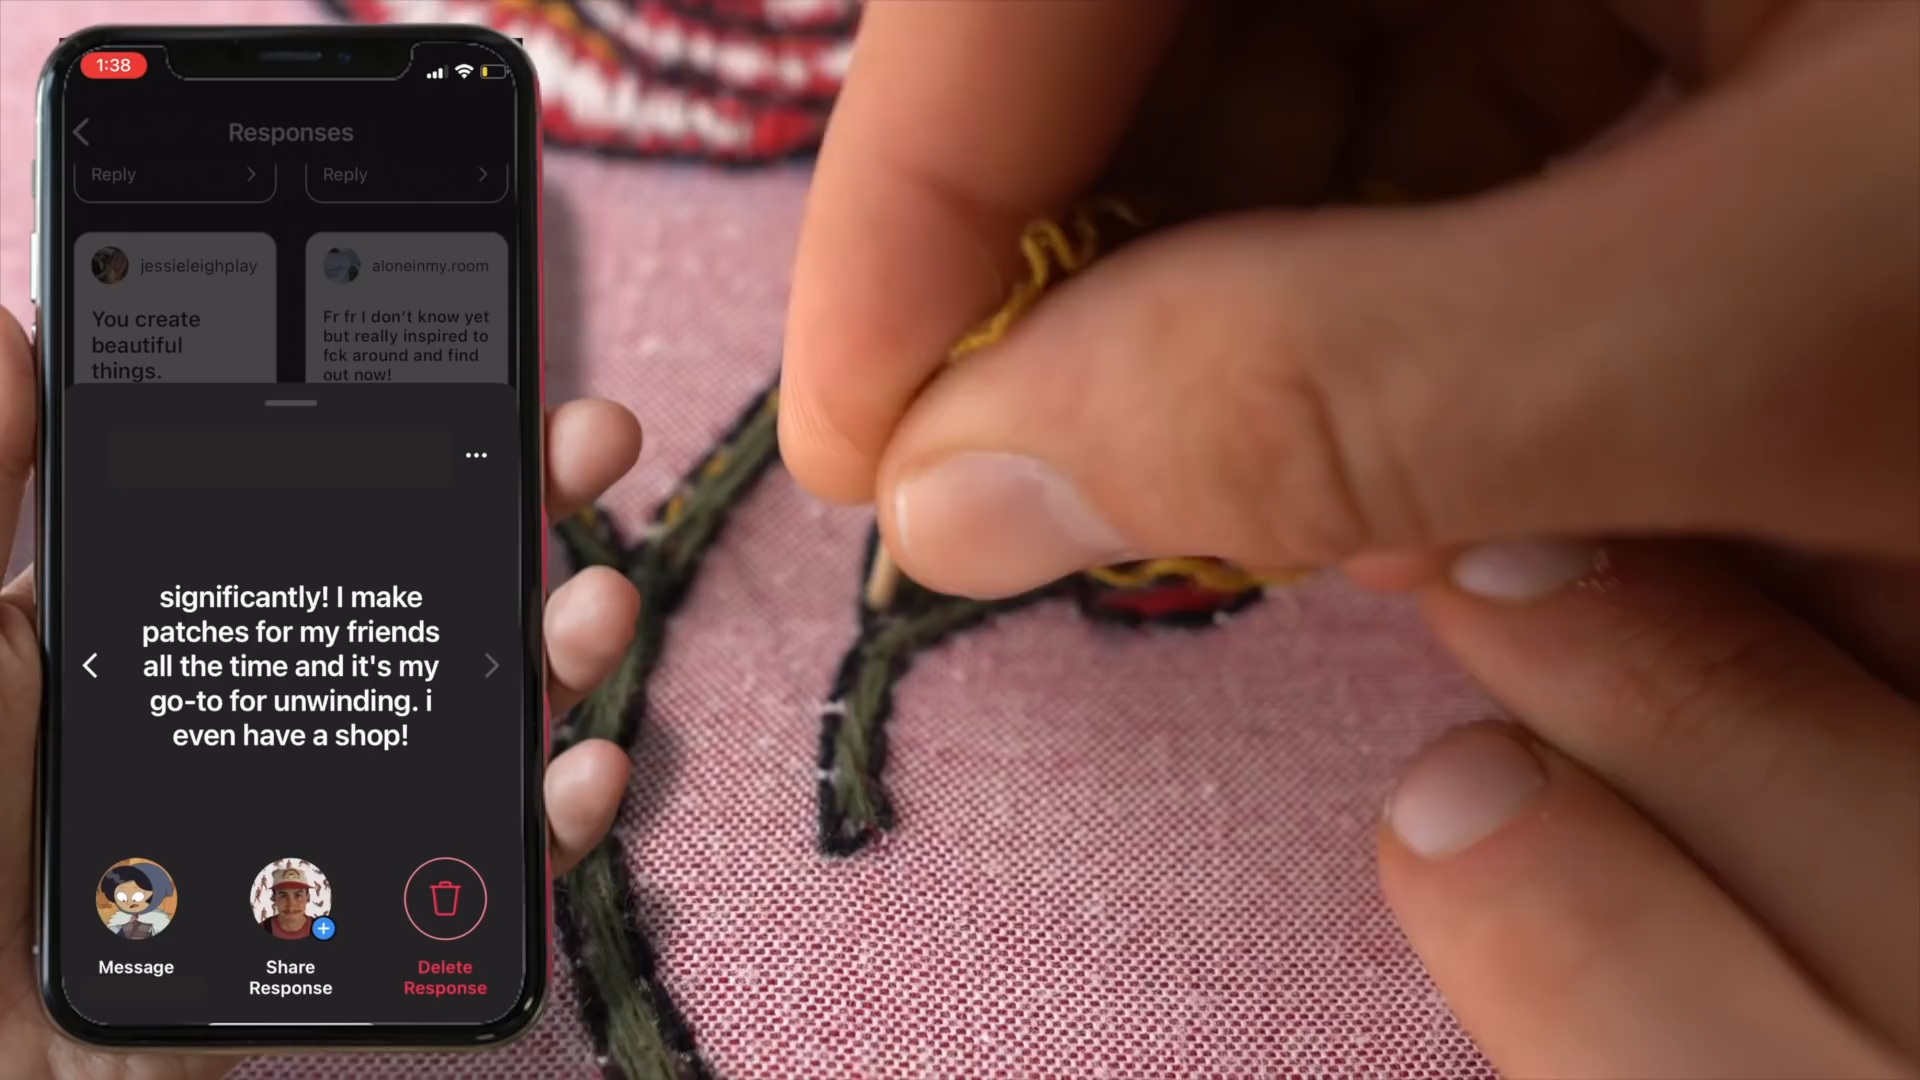 1:38
Responses
Reply
Reply
jessieleighplay
aloneinmy.room
You create
beautiful
things.
Fr fr I don't know yet
but really inspired to
fck around and find
out now!
significantly! I make
patches for my friends
all the time and it's my
go-to for unwinding. i
even have a shop!
Message
Share
Response
Delete
Response